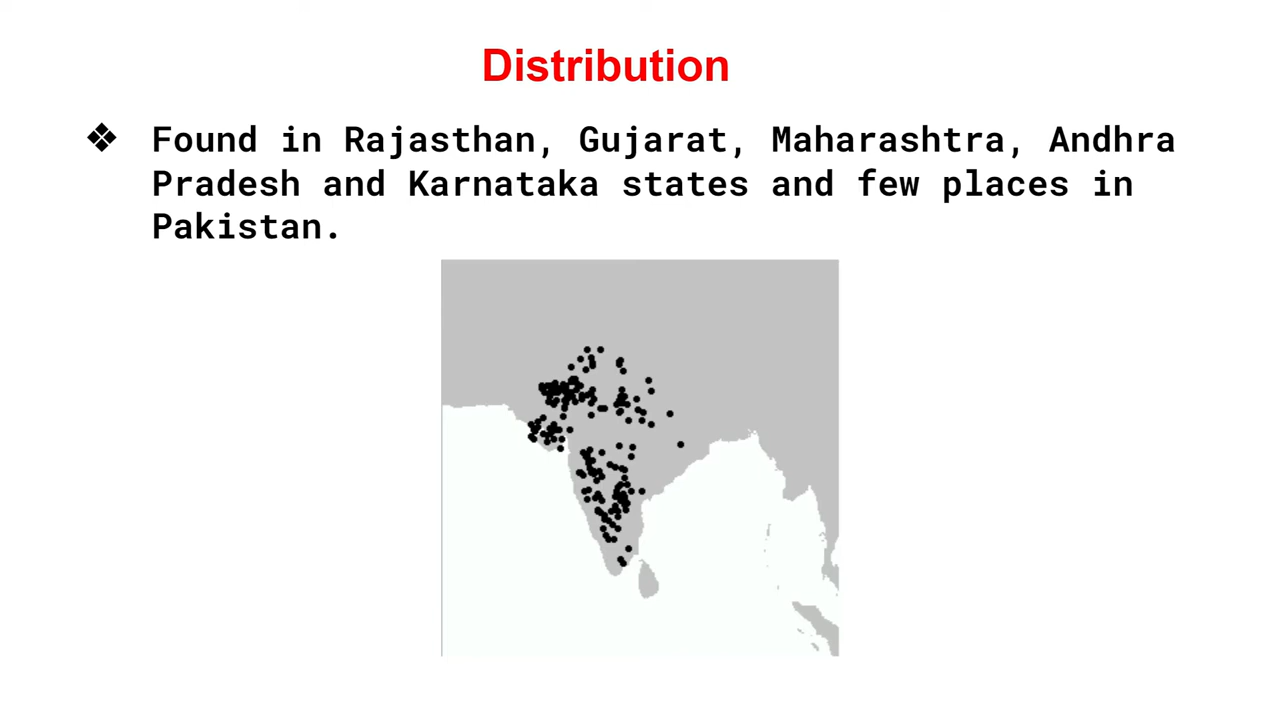 Distribution
❖ Found in Rajasthan, Gujarat, Maharashtra, Andhra
Pradesh and Karnataka states and few places in
Pakistan.